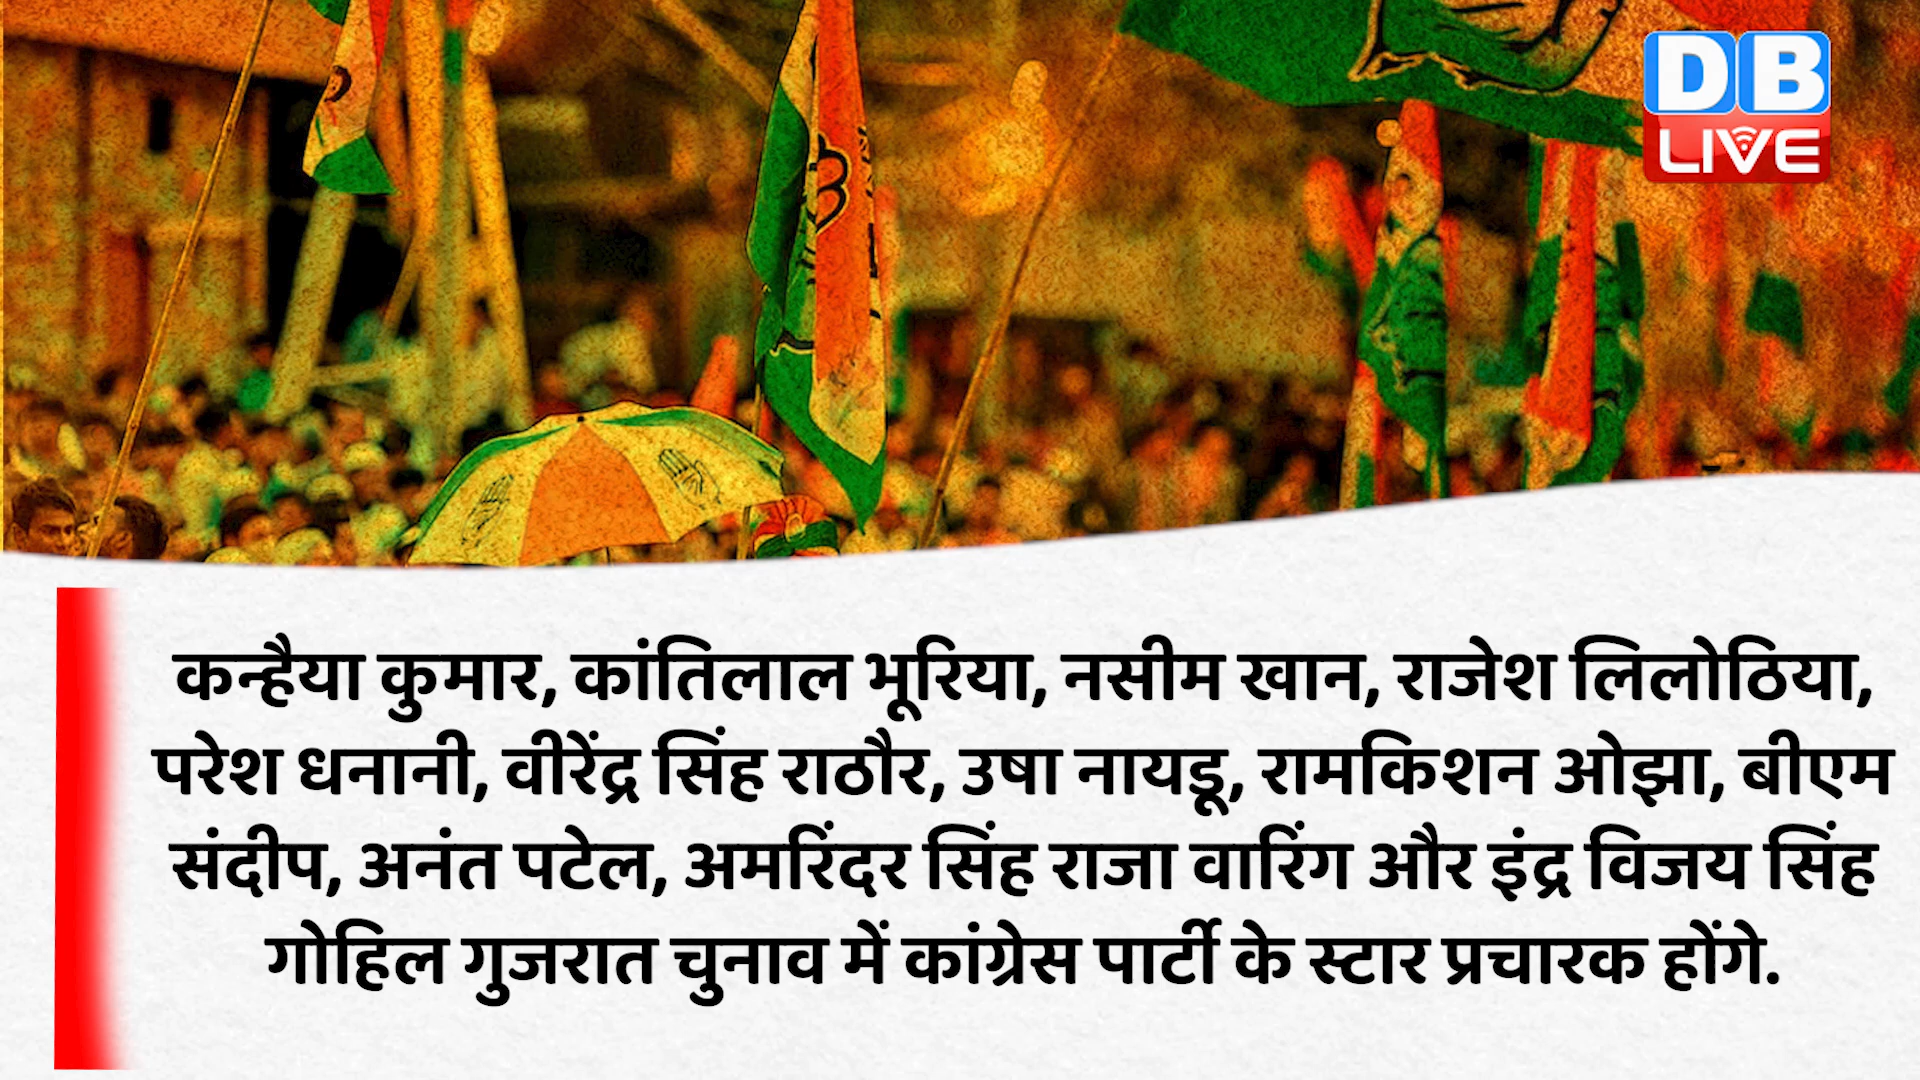 DB
LIVE
कन्हैया कुमार, कांतिलाल भूरिया, नसीम खान, राजेश लिलोठिया,
परेश धनानी, वीरेंद्र सिंह राठौर, उषा नायडू, रामकिशन ओझा, बीएम
संदीप, अनंत पटेल, अमरिंदर सिंह राजा वारिंग और इंद्र विजय सिंह
गोहिल गुजरात चुनाव में कांग्रेस पार्टी के स्टार प्रचारक होंगे.